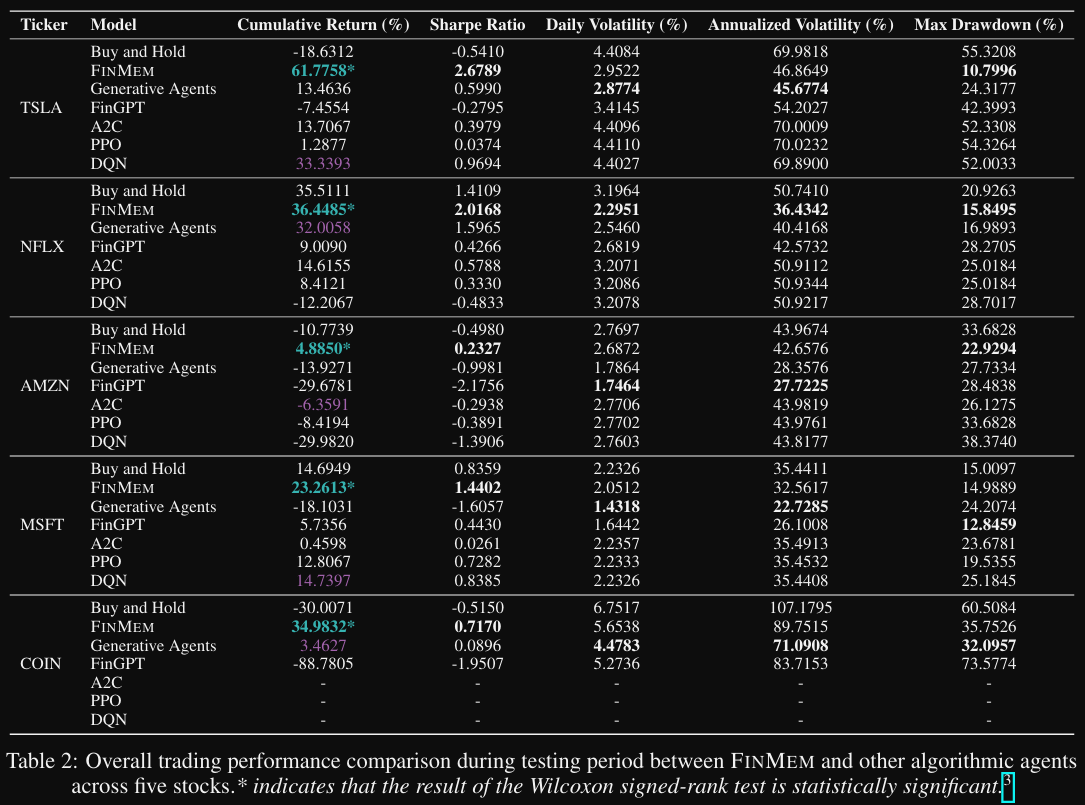 Ticker Model Cumulative Return (%) Sharpe Ratio Daily Volatility (%) Annualized Volatility (%) Max Drawdown (%)
Buy and Hold -18.6312 -0.5410 4.4084 69.9818 55.3208
FINMEM 61.7758* 2.6789 2.9522 46.8649 10.7996
Generative Agents 13.4636 0.5990 2.8774 45.6774 24.3177
TSLA FinGPT -7.4554 -0.2795 3.4145 54.2027 42.3993
A2C 13.7067 0.3979 4.4096 70.0009 52.3308
PPO 1.2877 0.0374 4.4110 70.0232 54.3264
DQN 33.3393 0.9694 4.4027 69.8900 52.0033
Buy and Hold 35.5111 1.4109 3.1964 50.7410 20.9263
FINMEM 36.4485* 2.0168 2.2951 36.4342 15.8495
Generative Agents 32.0058 1.5965 2.5460 40.4168 16.9893
NFLX FinGPT 9.0090 0.4266 2.6819 42.5732 28.2705
A2C 14.6155 0.5788 3.2071 50.9112 25.0184
PPO 8.4121 0.3330 3.2086 50.9344 25.0184
DQN -12.2067 -0.4833 3.2078 50.9217 28.7017
Buy and Hold -10.7739 -0.4980 2.7697 43.9674 33.6828
FINMEM 4.8850* 0.2327 2.6872 42.6576 22.9294
Generative Agents -13.9271 -0.9981 1.7864 28.3576 27.7334
AMZN FinGPT -29.6781 -2.1756 1.7464 27.7225 28.4838
A2C -6.3591 -0.2938 2.7706 43.9819 26.1275
PPO -8.4194 -0.3891 2.7702 43.9761 33.6828
DQN -29.9820 -1.3906 2.7603 43.8177 38.3740
Buy and Hold 14.6949 0.8359 2.2326 35.4411 15.0097
FINMEM 23.2613* 1.4402 2.0512 32.5617 14.9889
Generative Agents -18.1031 -1.6057 1.4318 22.7285 24.2074
MSFT FinGPT 5.7356 0.4430 1.6442 26.1008 12.8459
A2C 0.4598 0.0261 2.2357 35.4913 23.6781
PPO 12.8067 0.7282 2.2333 35.4532 19.5355
DQN 14.7397 0.8385 2.2326 35.4408 25.1845
Buy and Hold -30.0071 -0.5150 6.7517 107.1795 60.5084
FINMEM 34.9832* 0.7170 5.6538 89.7515 35.7526
Generative Agents 3.4627 0.0896 4.4783 71.0908 32.0957
COIN FinGPT -88.7805 -1.9507 5.2736 83.7153 73.5774
A2C - - - - -
PPO - - - - -
DQN - - - - -
Table 2: Overall trading performance comparison during testing period between FINMEM and other algorithmic agents
across five stocks.* indicates that the result of the Wilcoxon signed-rank test is statistically significant.3